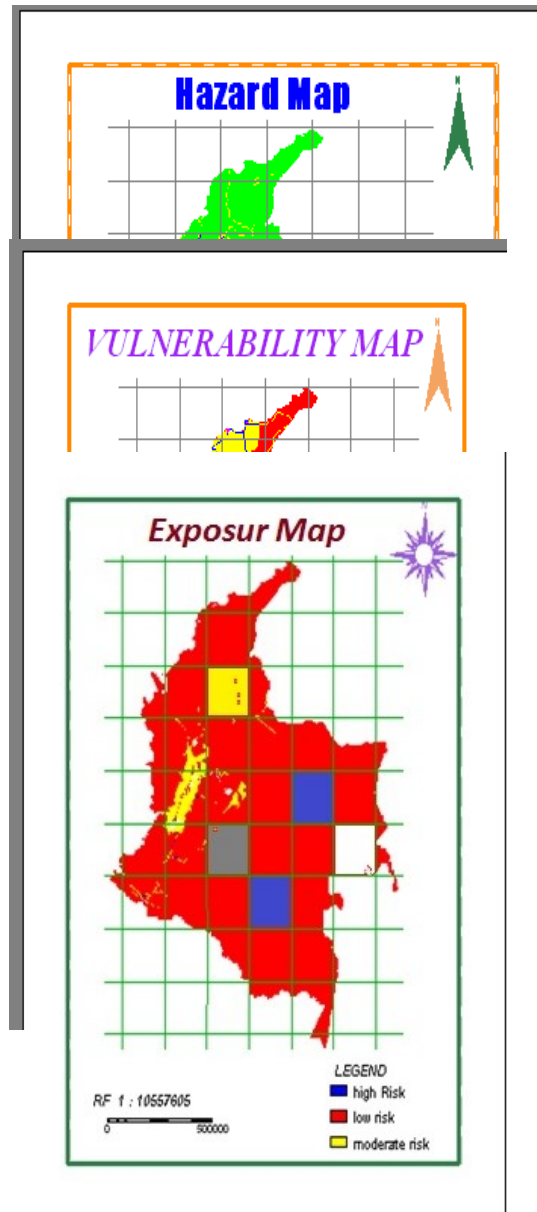 Hazard Map
N
VULNERABILITY MAP
N
Exposur Map
N
LEGEND
high Risk
low risk
moderate risk
RF 1 : 10557605
0 500000